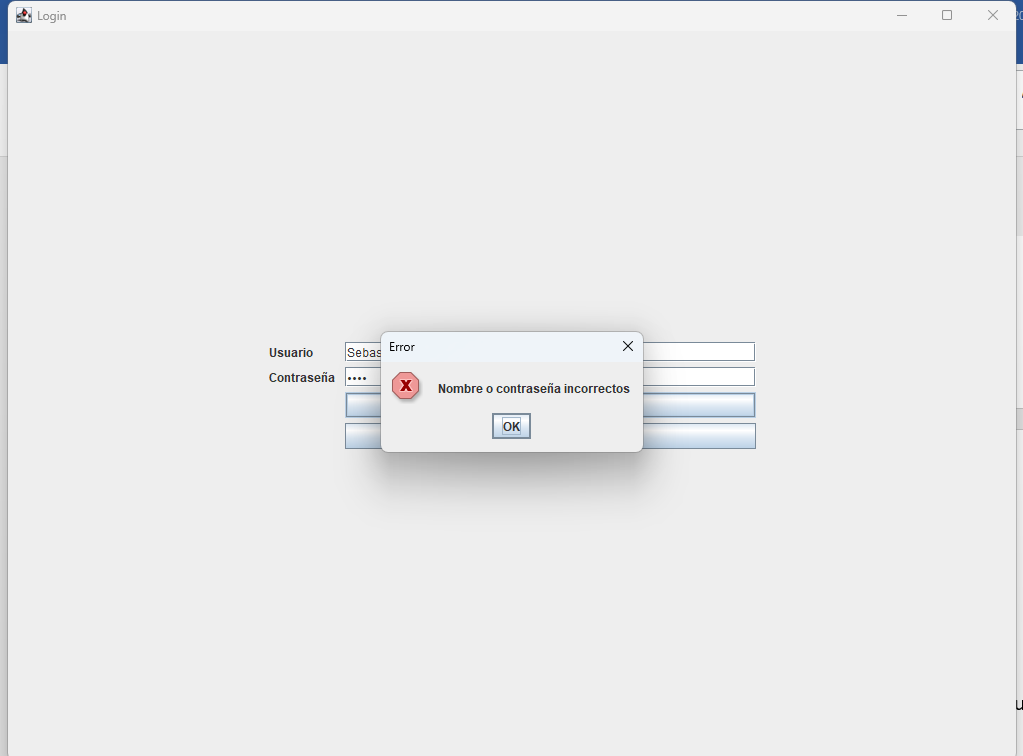 Login
Usuario
Sebas
Contraseña
Error
Nombre o contraseña incorrectos
OK